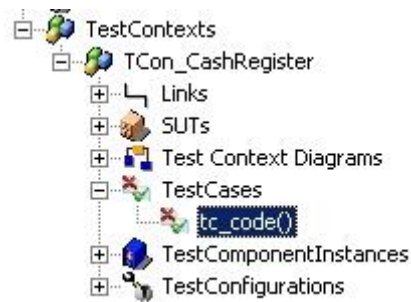 TestContexts
TCon_CashRegister
Links
SUTs
Test Context Diagrams
TestCases
tc_code()
TestComponentInstances
TestConfigurations